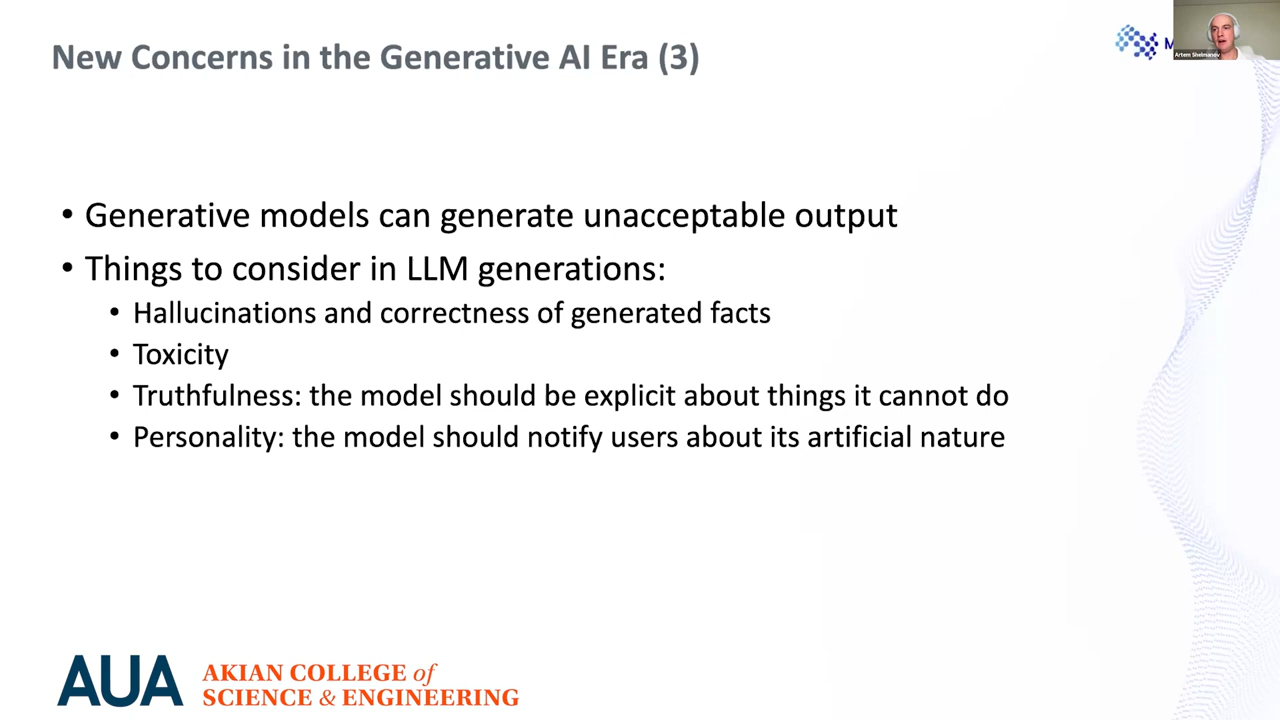 New Concerns in the Generative AI Era (3)
M
Artem Shelmanov
• Generative models can generate unacceptable output
• Things to consider in LLM generations:
• Hallucinations and correctness of generated facts
• Toxicity
• Truthfulness: the model should be explicit about things it cannot do
• Personality: the model should notify users about its artificial nature
AUA
AKIAN COLLEGE of
SCIENCE & ENGINEERING